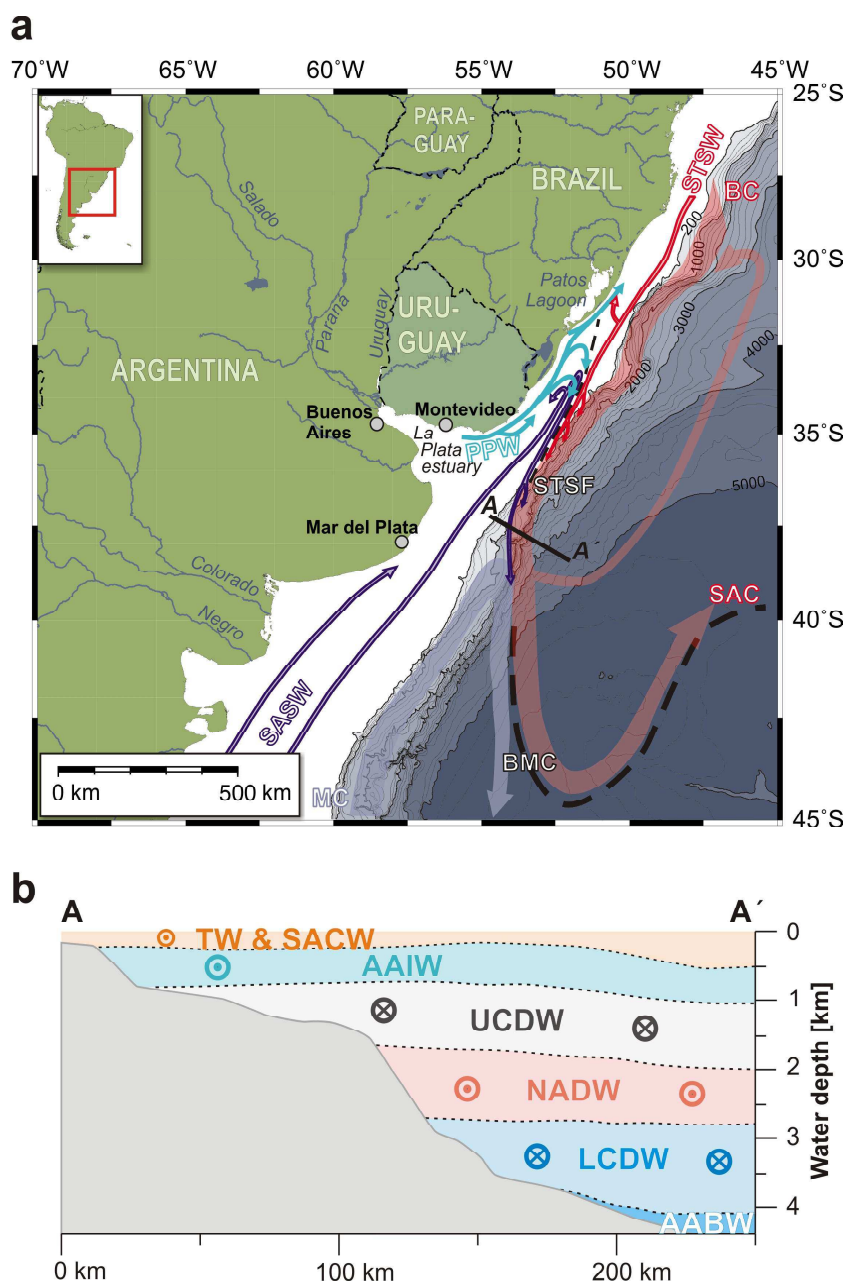 a
70°W 65°W 60°W 55°W 50°W 45°W
25°S
30°S
35°S
40°S
45°S
PARA-
GUAY
BRAZIL
STSW
BC
Salado
200
1000
Patos
Lagoon
Parana
Uruguay
URU-
GUAY
3000
4000
2000
ARGENTINA
Buenos
Aires
Montevideo
La
Plata
estuary
PPW
5000
STSF
A
A´
Mar del Plata
Colorado
Negro
SAC
SASW
BMC
MC
0 km 500 km
b
A A´
TW & SACW
AAIW
UCDW
NADW
LCDW
AABW
0
1
2
3
4
Water depth [km]
0 km 100 km 200 km